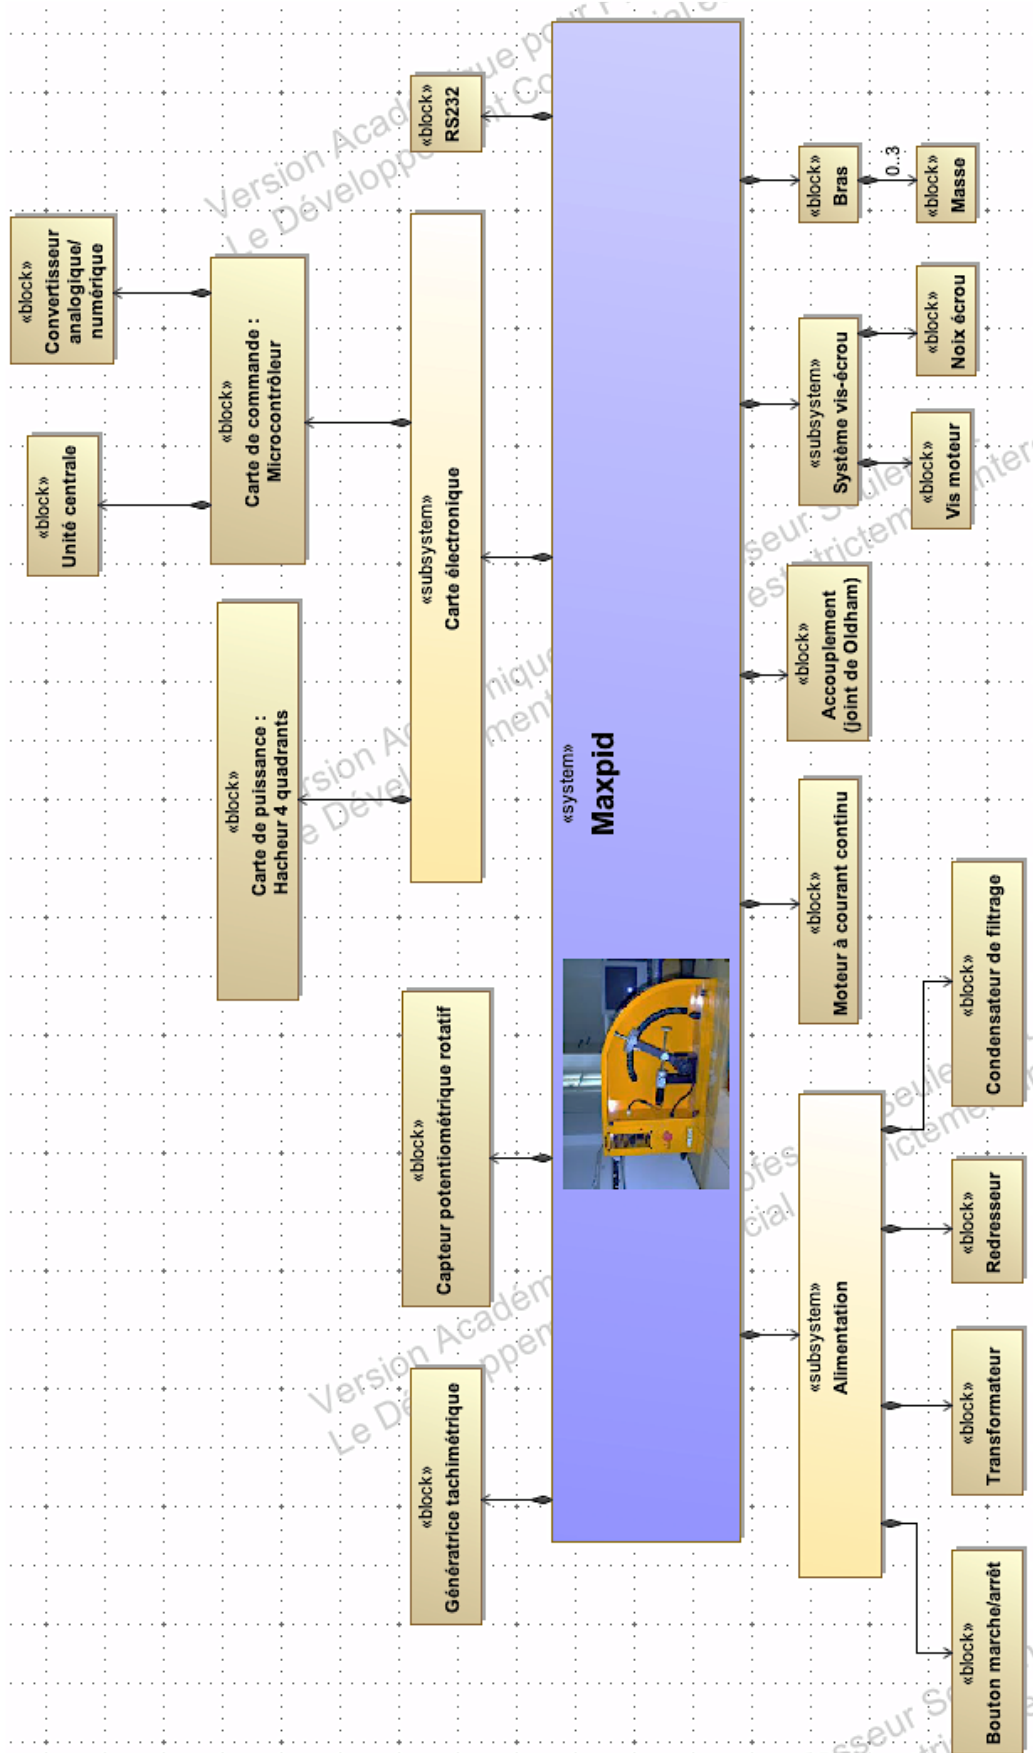 «block»
Génératrice tachimétrique
«block»
Capteur potentiométrique rotatif
«block»
Carte de puissance :
Hacheur 4 quadrants
«block»
Unité centrale
«block»
Convertisseur
analogique/
numérique
«block»
Carte de commande :
Microcontrôleur
«subsystem»
Carte électronique
«block»
RS232
«system»
Maxpid
«subsystem»
Alimentation
«block»
Moteur à courant continu
«block»
Accouplement
(joint de Oldham)
«subsystem»
Système vis-écrou
«block»
Bras
0..3
«block»
Masse
«block»
Bouton marche/arrêt
«block»
Transformateur
«block»
Redresseur
«block»
Condensateur de filtrage
«block»
Vis moteur
«block»
Noix écrou
Version Académique pour
Le Développement